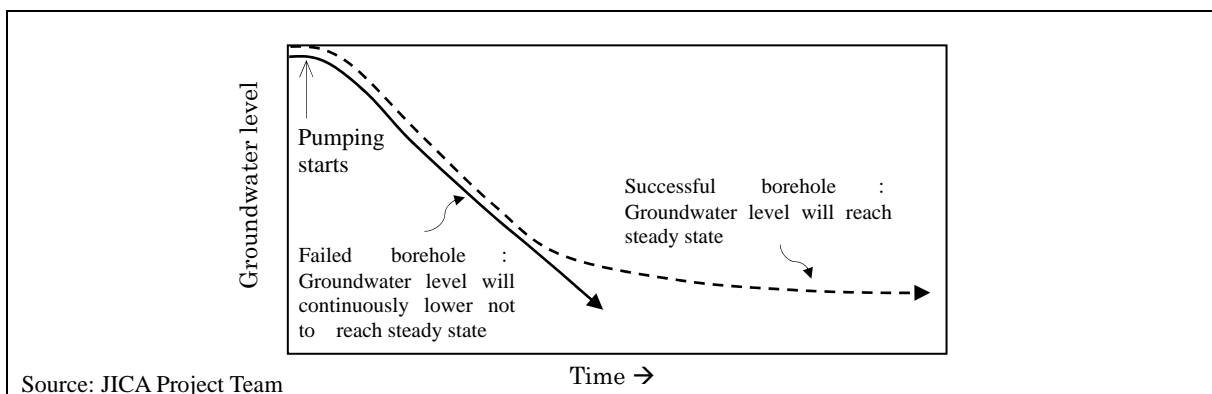 Groundwater level
Pumping
starts
Successful borehole :
Groundwater level will reach
steady state
Failed borehole :
Groundwater level will
continuously lower not
to reach steady state
Time →
Source: JICA Project Team